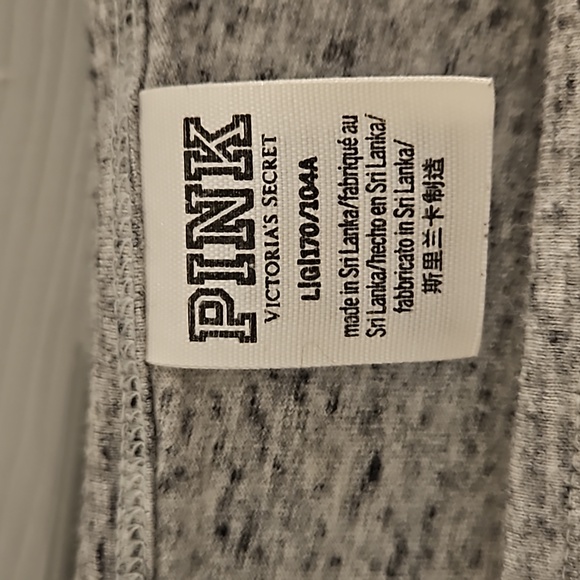 PINK
VICTORIA'S SECRET
L|G|170/104A
made in Sri Lanka/fabriqué au
Sri Lanka/hecho en Sri Lanka/
fabbricato in Sri Lanka/
斯里兰卡制造